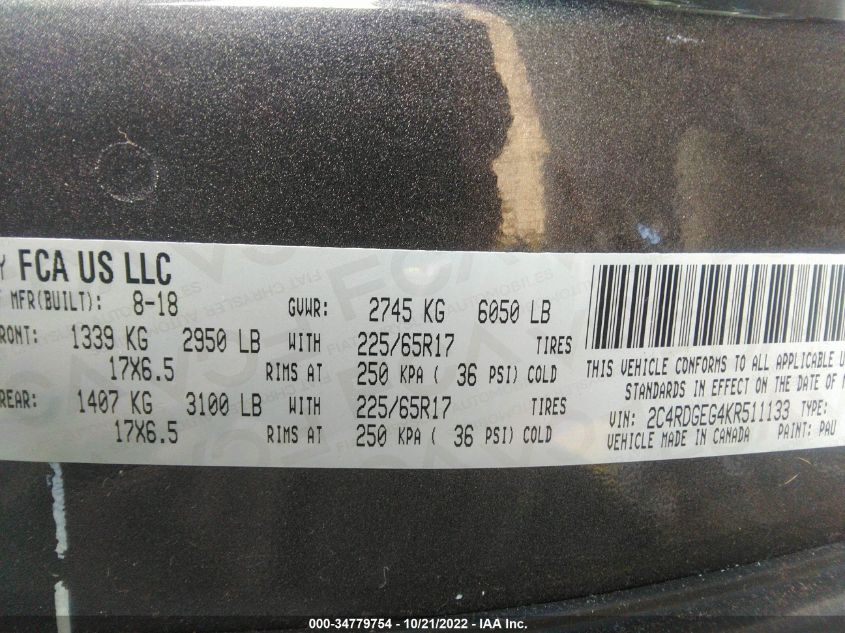 FCA US LLC
MFR(BUILT): 8-18 GVWR: 2745 KG 6050 LB
RONT: 1339 KG 2950 LB WITH 225/65R17 TIRES
17X6.5 RIMS AT 250 KPA ( 36 PSI) COLD
REAR: 1407 KG 3100 LB WITH 225/65R17 TIRES
17X6.5 RIMS AT 250 KPA ( 36 PSI) COLD
THIS VEHICLE CONFORMS TO ALL APPLICABLE
STANDARDS IN EFFECT ON THE DATE OF
VIN: 2C4RDGEG4KR511133 TYPE:
VEHICLE MADE IN CANADA PAINT: PAU
000-34779754 - 10/21/2022 - IAA Inc.